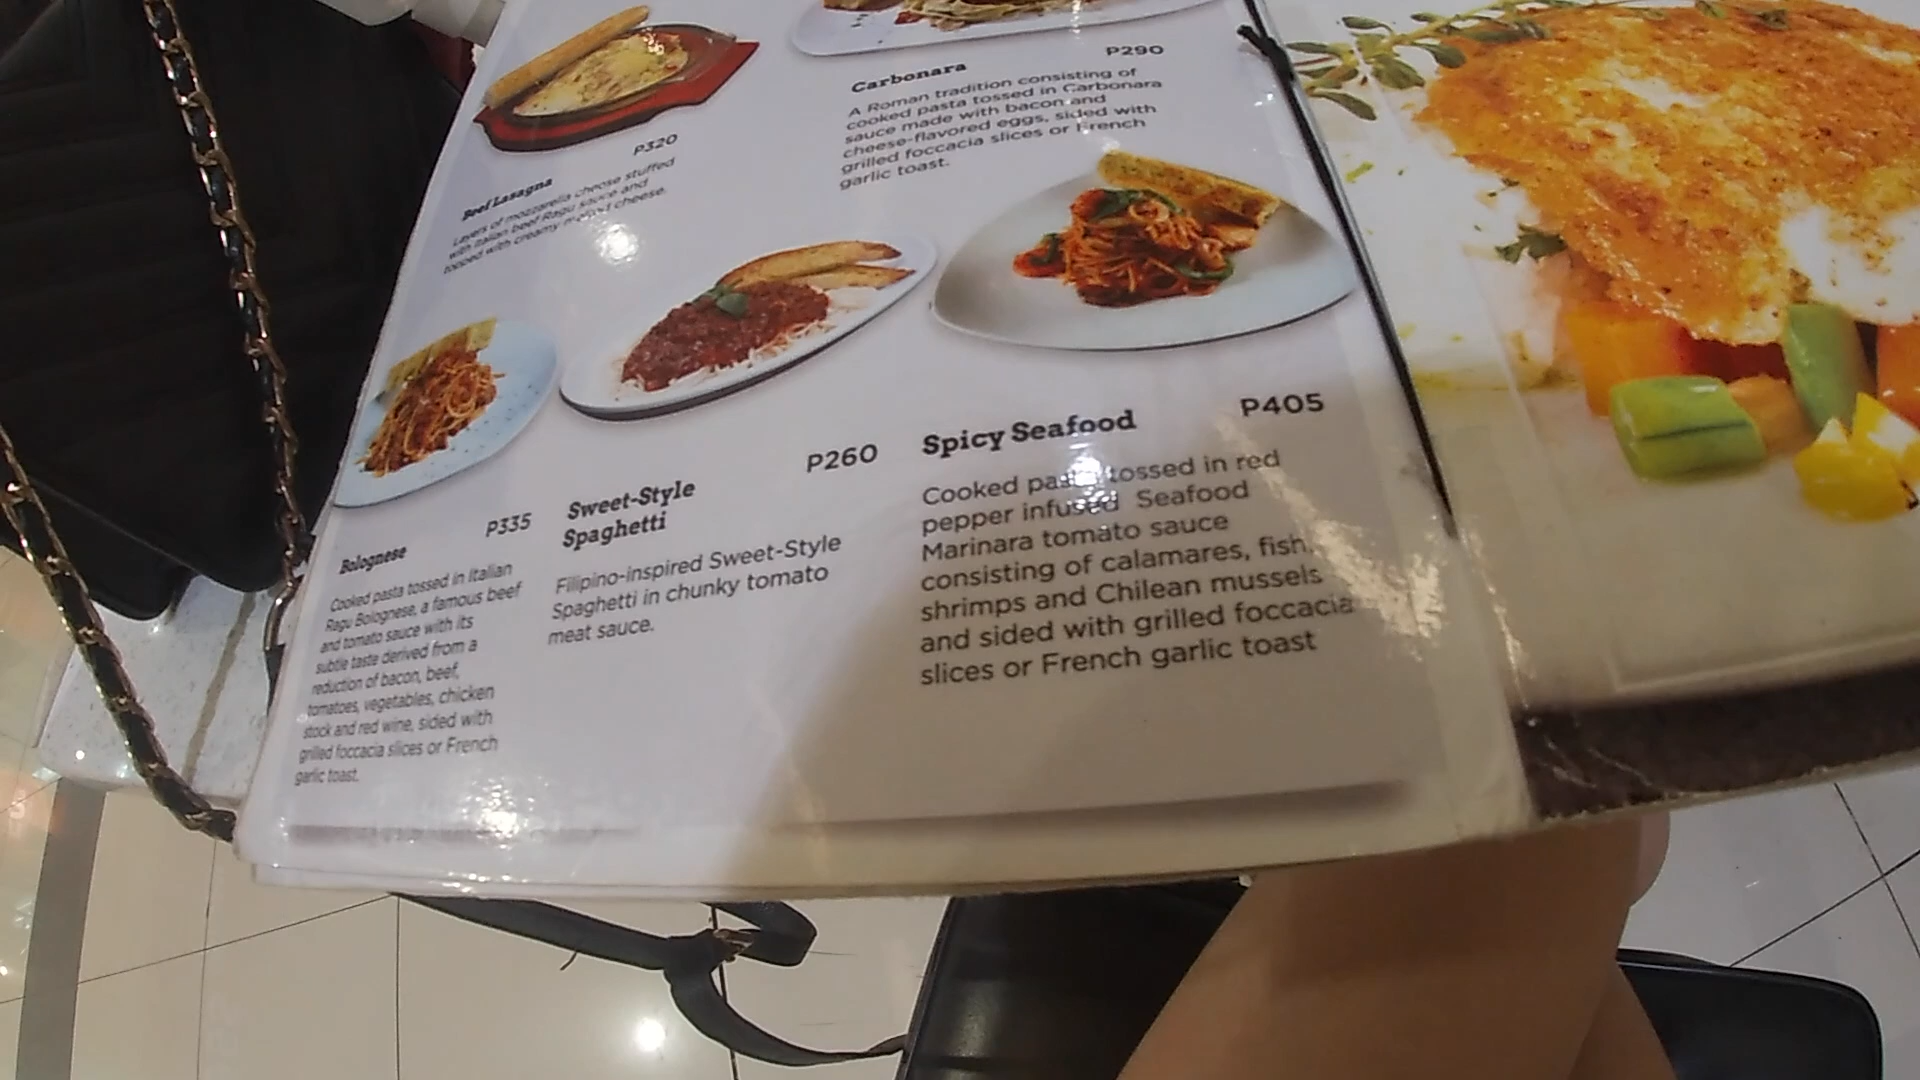 P320
Beef Lasagna
Layers of mozzarella cheese stuffed
with Italian beef Ragu sauce and
topped with creamy melted cheese.
P290
Carbonara
A Roman tradition consisting of
cooked pasta tossed in Carbonara
sauce made with bacon and
cheese-flavored eggs, sided with
grilled foccacia slices or French
garlic toast.
P335
Bolognese
Cooked pasta tossed in Italian
Ragu Bolognese, a famous beef
and tomato sauce with its
subtle taste derived from a
reduction of bacon, beef,
tomatoes, vegetables, chicken
stock and red wine, sided with
grilled foccacia slices or French
garlic toast.
P260
Sweet-Style
Spaghetti
Filipino-inspired Sweet-Style
Spaghetti in chunky tomato
meat sauce.
P405
Spicy Seafood
Cooked pasta tossed in red
pepper infused Seafood
Marinara tomato sauce
consisting of calamares, fish,
shrimps and Chilean mussels
and sided with grilled foccacia
slices or French garlic toast